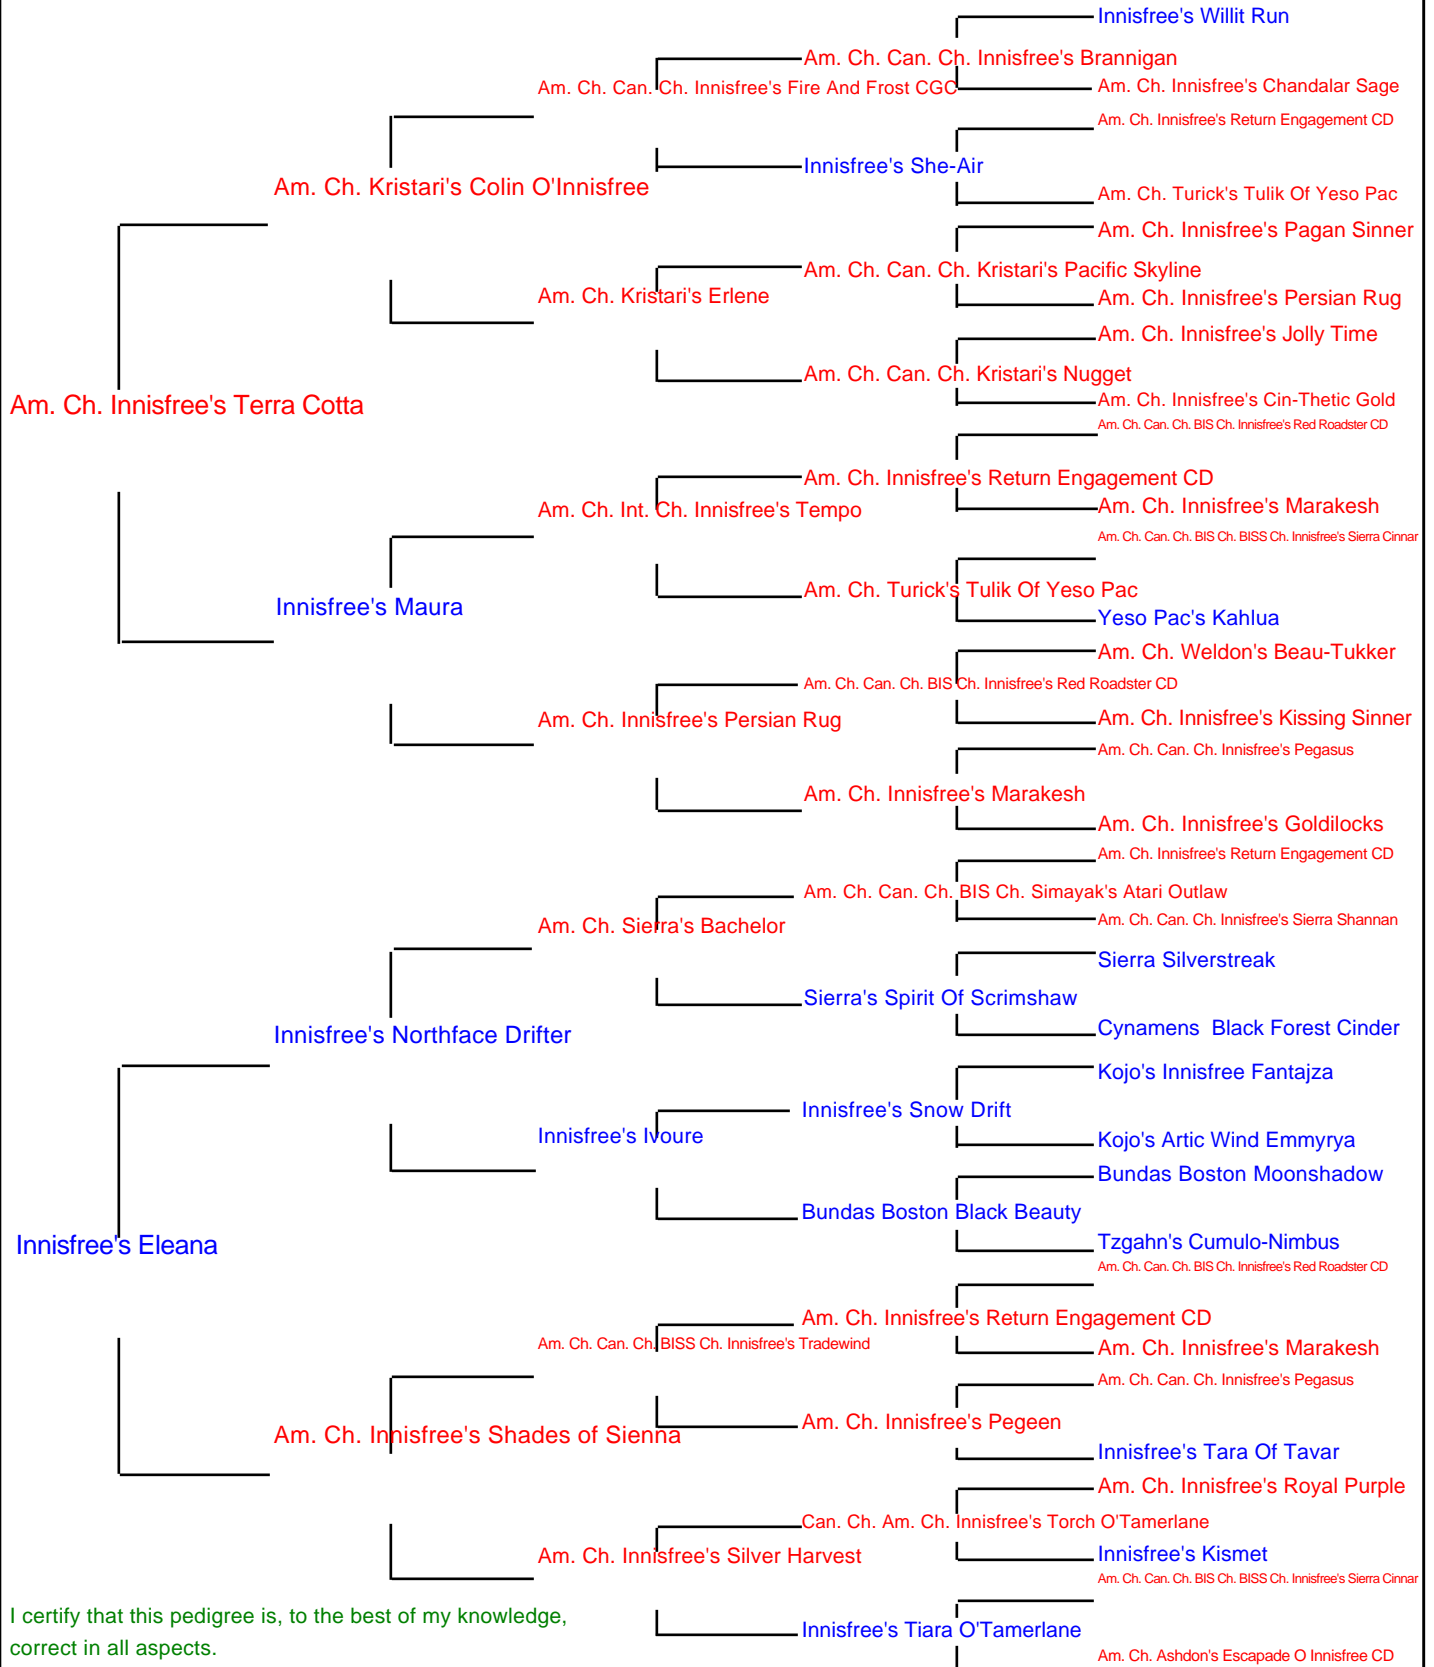 Innisfree's Willit Run
Am. Ch. Can. Ch. Innisfree's Brannigan
Am. Ch. Can. Ch. Innisfree's Fire And Frost CGC
Am. Ch. Innisfree's Chandalar Sage
Am. Ch. Innisfree's Return Engagement CD
Innisfree's She-Air
Am. Ch. Kristari's Colin O'Innisfree
Am. Ch. Turick's Tulik Of Yeso Pac
Am. Ch. Innisfree's Pagan Sinner
Am. Ch. Can. Ch. Kristari's Pacific Skyline
Am. Ch. Kristari's Erlene
Am. Ch. Innisfree's Persian Rug
Am. Ch. Innisfree's Jolly Time
Am. Ch. Can. Ch. Kristari's Nugget
Am. Ch. Innisfree's Cin-Thetic Gold
Am. Ch. Innisfree's Terra Cotta
Am. Ch. Can. Ch. BIS Ch. Innisfree's Red Roadster CD
Am. Ch. Innisfree's Return Engagement CD
Am. Ch. Int. Ch. Innisfree's Tempo
Am. Ch. Innisfree's Marakesh
Am. Ch. Can. Ch. BIS Ch. BISS Ch. Innisfree's Sierra Cinnar
Am. Ch. Turick's Tulik Of Yeso Pac
Innisfree's Maura
Yeso Pac's Kahlua
Am. Ch. Weldon's Beau-Tukker
Am. Ch. Can. Ch. BIS Ch. Innisfree's Red Roadster CD
Am. Ch. Innisfree's Persian Rug
Am. Ch. Innisfree's Kissing Sinner
Am. Ch. Can. Ch. Innisfree's Pegasus
Am. Ch. Innisfree's Marakesh
Am. Ch. Innisfree's Goldilocks
Am. Ch. Innisfree's Return Engagement CD
Am. Ch. Can. Ch. BIS Ch. Simayak's Atari Outlaw
Am. Ch. Sierra's Bachelor
Am. Ch. Can. Ch. Innisfree's Sierra Shannan
Sierra Silverstreak
Sierra's Spirit Of Scrimshaw
Innisfree's Northface Drifter
Cynamens  Black Forest Cinder
Kojo's Innisfree Fantajza
Innisfree's Snow Drift
Innisfree's Ivoure
Kojo's Artic Wind Emmyrya
Bundas Boston Moonshadow
Bundas Boston Black Beauty
Innisfree's Eleana
Tzgahn's Cumulo-Nimbus
Am. Ch. Can. Ch. BIS Ch. Innisfree's Red Roadster CD
Am. Ch. Innisfree's Return Engagement CD
Am. Ch. Can. Ch. BISS Ch. Innisfree's Tradewind
Am. Ch. Innisfree's Marakesh
Am. Ch. Can. Ch. Innisfree's Pegasus
Am. Ch. Innisfree's Pegeen
Am. Ch. Innisfree's Shades of Sienna
Innisfree's Tara Of Tavar
Am. Ch. Innisfree's Royal Purple
Can. Ch. Am. Ch. Innisfree's Torch O'Tamerlane
Am. Ch. Innisfree's Silver Harvest
Innisfree's Kismet
Am. Ch. Can. Ch. BIS Ch. BISS Ch. Innisfree's Sierra Cinnar
Innisfree's Tiara O'Tamerlane
Am. Ch. Ashdon's Escapade O Innisfree CD
I certify that this pedigree is, to the best of my knowledge,
correct in all aspects.